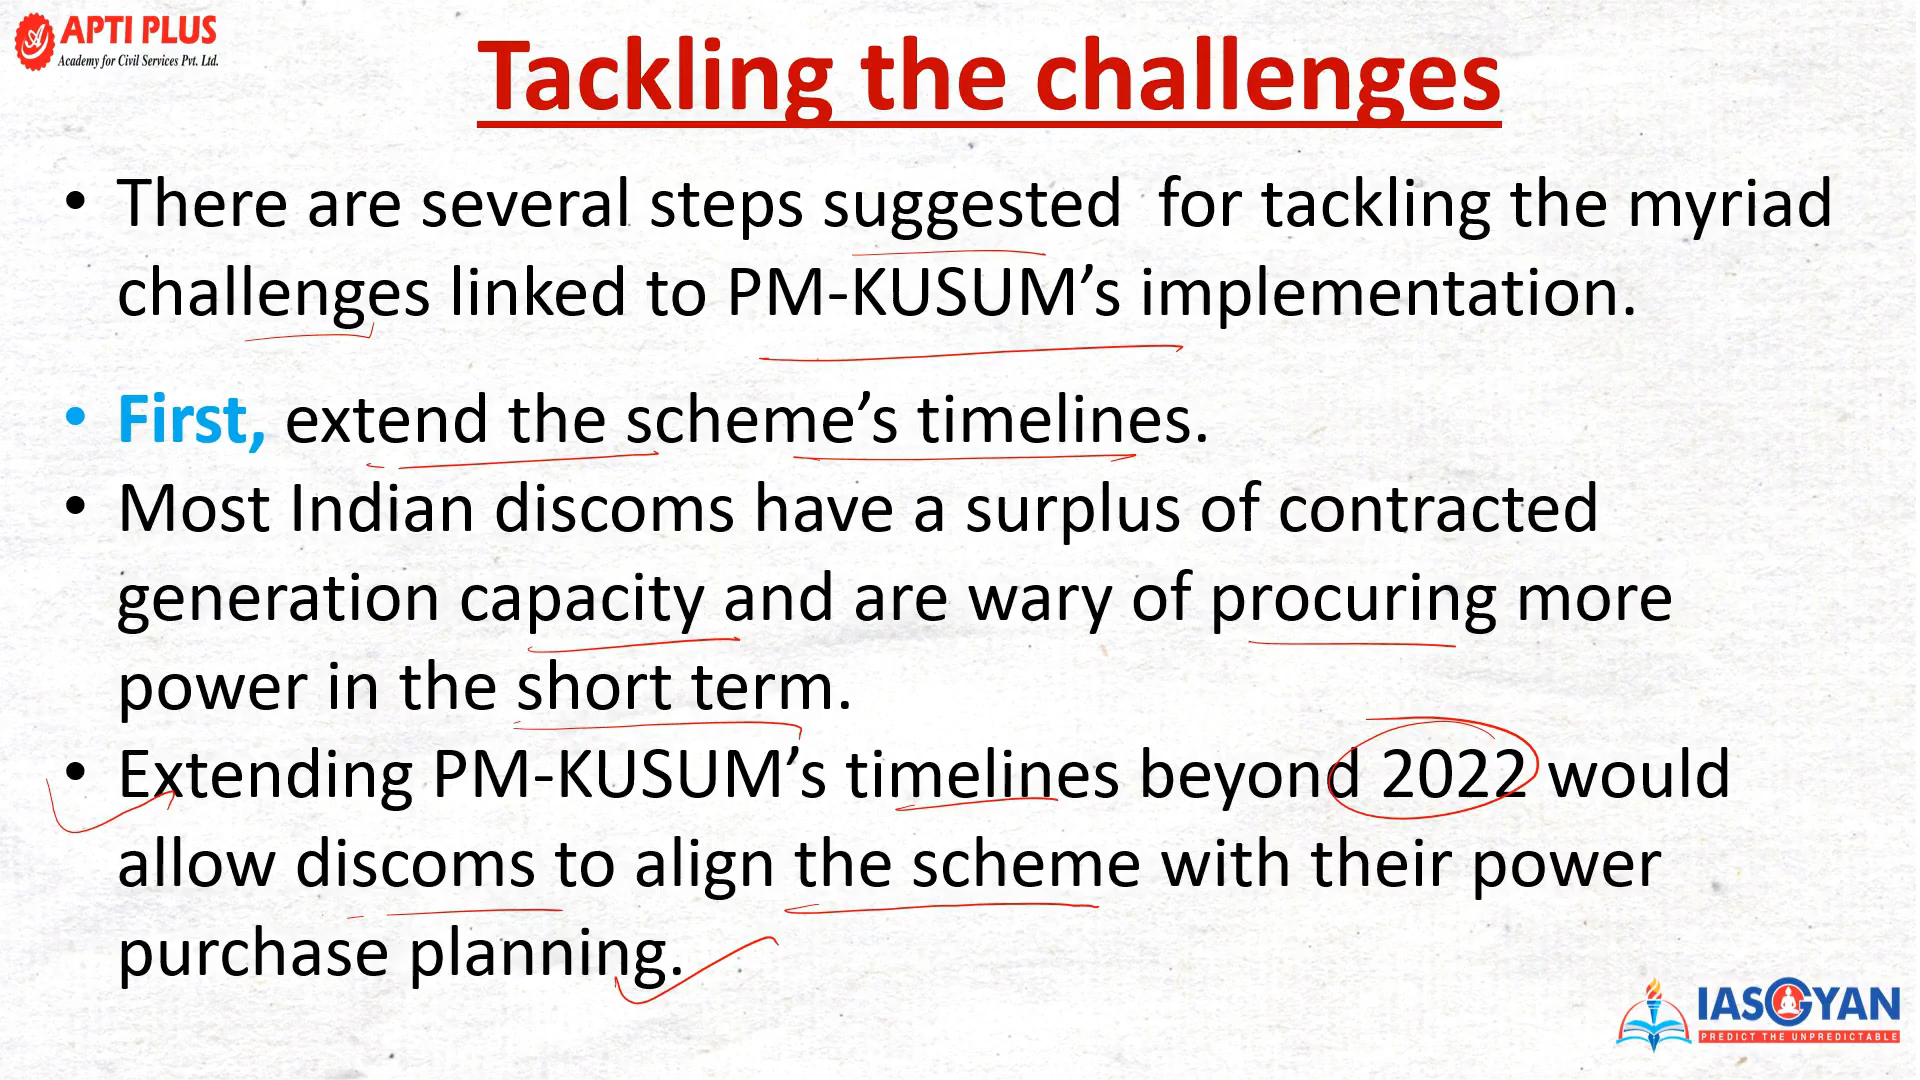 APTI PLUS
Academy for Civil Services Pvt. Ltd.
Tackling the challenges
• There are several steps suggested for tackling the myriad
challenges linked to PM-KUSUM’s implementation.
• First, extend the scheme’s timelines.
• Most Indian discoms have a surplus of contracted
generation capacity and are wary of procuring more
power in the short term.
• Extending PM-KUSUM’s timelines beyond 2022 would
allow discoms to align the scheme with their power
purchase planning.
IASGYAN
PREDICT THE UNPREDICTABLE